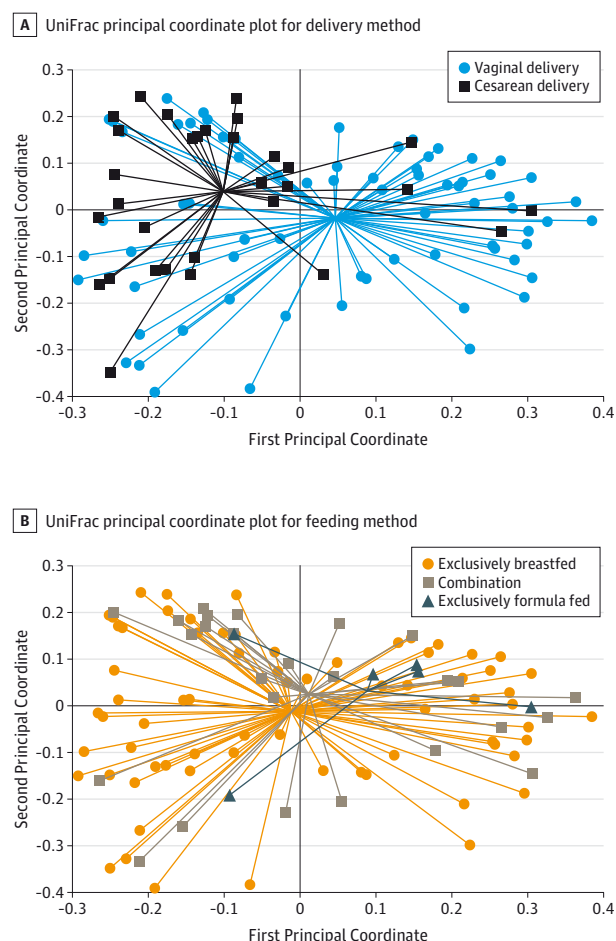 A UniFrac principal coordinate plot for delivery method
Vaginal delivery
Cesarean delivery
Second Principal Coordinate
0.3
0.2
0.1
0
-0.1
-0.2
-0.3
-0.4
-0.3 -0.2 -0.1 0 0.1 0.2 0.3 0.4
First Principal Coordinate
B UniFrac principal coordinate plot for feeding method
Exclusively breastfed
Combination
Exclusively formula fed
Second Principal Coordinate
0.3
0.2
0.1
0
-0.1
-0.2
-0.3
-0.4
-0.3 -0.2 -0.1 0 0.1 0.2 0.3 0.4
First Principal Coordinate